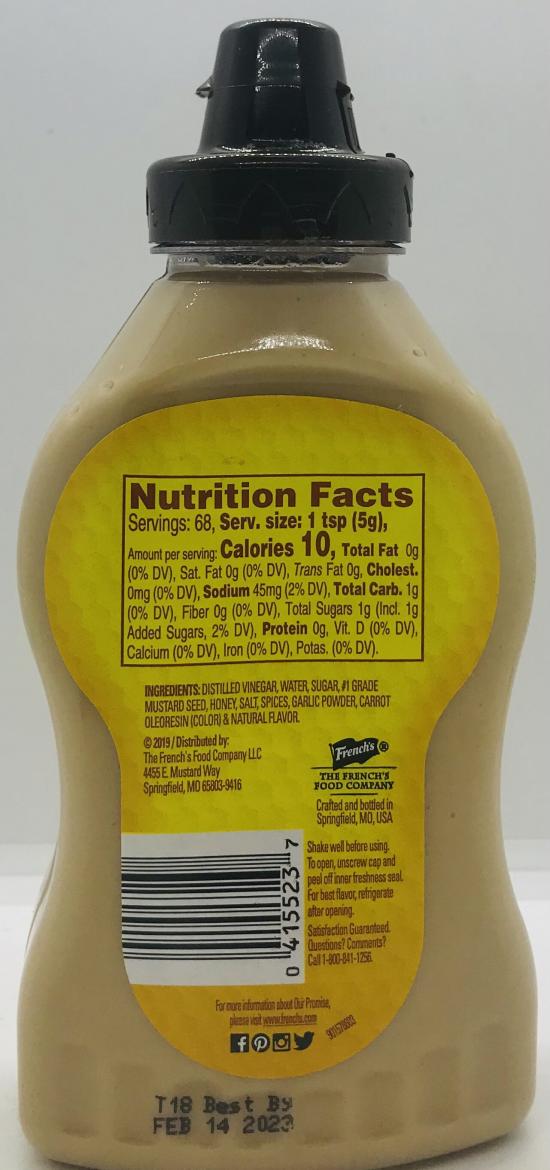 Nutrition Facts
Servings: 68, Serv. size: 1 tsp (5g),
Amount per serving: Calories 10, Total Fat 0g
(0% DV), Sat. Fat 0g (0% DV), Trans Fat 0g, Cholest.
0mg (0% DV), Sodium 45mg (2% DV), Total Carb. 1g
(0% DV), Fiber 0g (0% DV), Total Sugars 1g (Incl. 1g
Added Sugars, 2% DV), Protein 0g, Vit. D (0% DV),
Calcium (0% DV), Iron (0% DV), Potas. (0% DV).
INGREDIENTS: DISTILLED VINEGAR, WATER, SUGAR, #1 GRADE
MUSTARD SEED, HONEY, SALT, SPICES, GARLIC POWDER, CARROT
OLEORESIN (COLOR) & NATURAL FLAVOR.
© 2019 / Distributed by:
The French's Food Company LLC
4455 E. Mustard Way
Springfield, MO 65803-9416
French's ®
THE FRENCH'S
FOOD COMPANY
Crafted and bottled in
Springfield, MO, USA
Shake well before using.
To open, unscrew cap and
peel off inner freshness seal.
For best flavor, refrigerate
after opening.
Satisfaction Guaranteed.
Questions? Comments?
Call 1-800-841-1256.
0 415523 7
For more information about Our Promise,
please visit www.frenchs.com
T18 Best By
FEB 14 2023